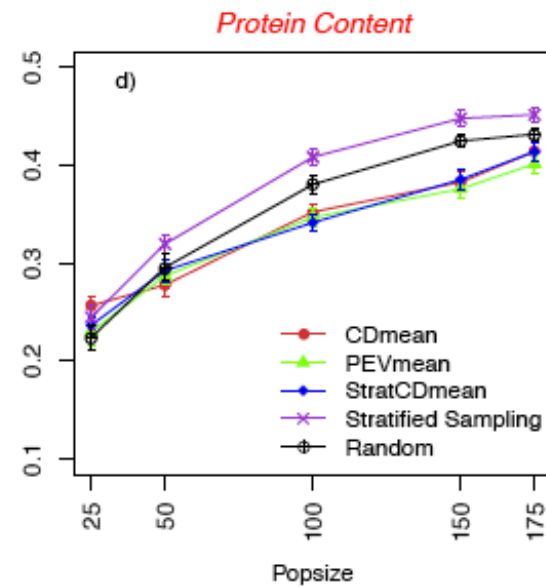 Protein Content
d)
0.5
0.4
0.3
0.2
0.1
CDmean
PEVmean
StratCDmean
Stratified Sampling
Random
25
50
100
150
175
Popsize